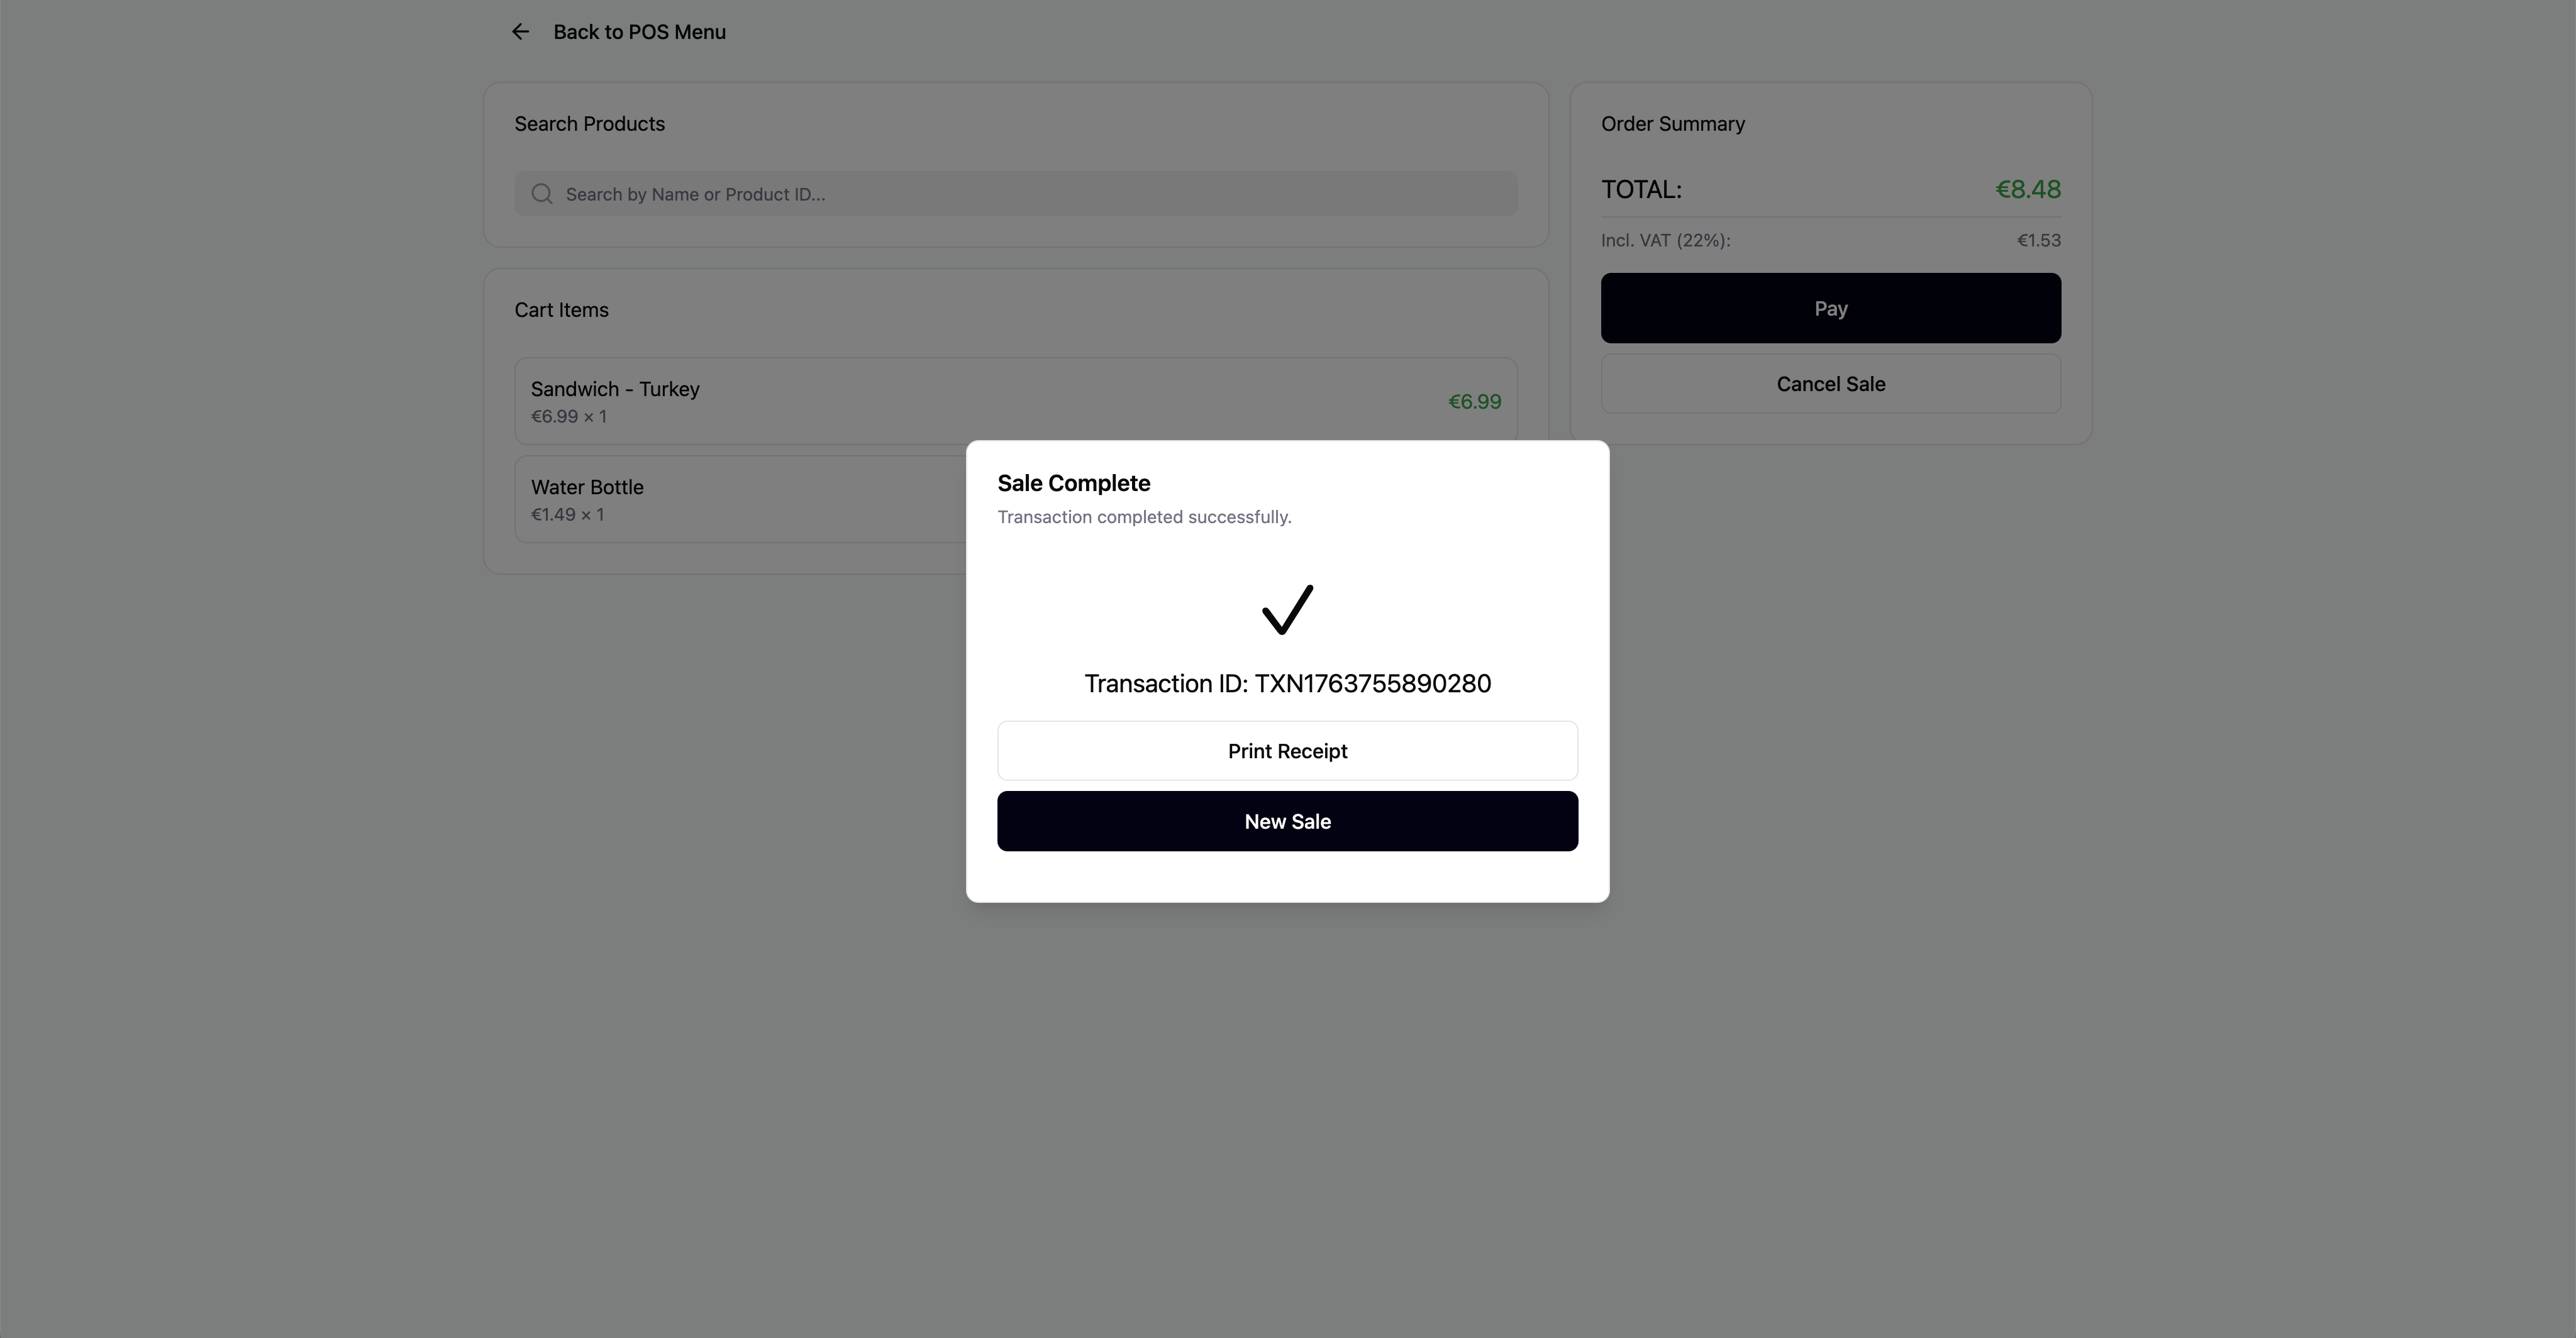 Back to POS Menu
Search Products
Search by Name or Product ID...
Cart Items
Sandwich - Turkey
€6.99 × 1
€6.99
Water Bottle
€1.49 × 1
Order Summary
TOTAL:
€8.48
Incl. VAT (22%):
€1.53
Pay
Cancel Sale
Sale Complete
Transaction completed successfully.
Transaction ID: TXN1763755890280
Print Receipt
New Sale